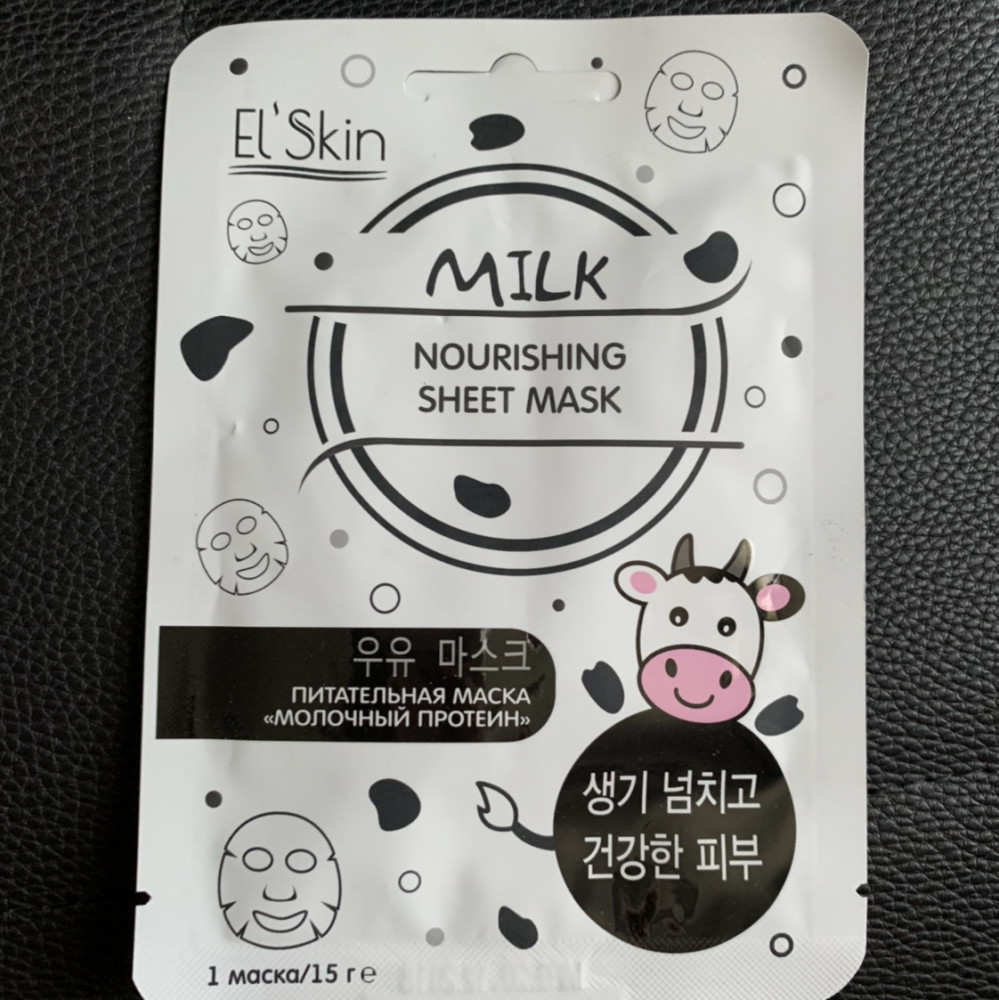 El'Skin
MILK
NOURISHING
SHEET MASK
우유 마스크
ПИТАТЕЛЬНАЯ МАСКА
«МОЛОЧНЫЙ ПРОТЕИН»
생기 넘치고
건강한 피부
1 маска/15 г e